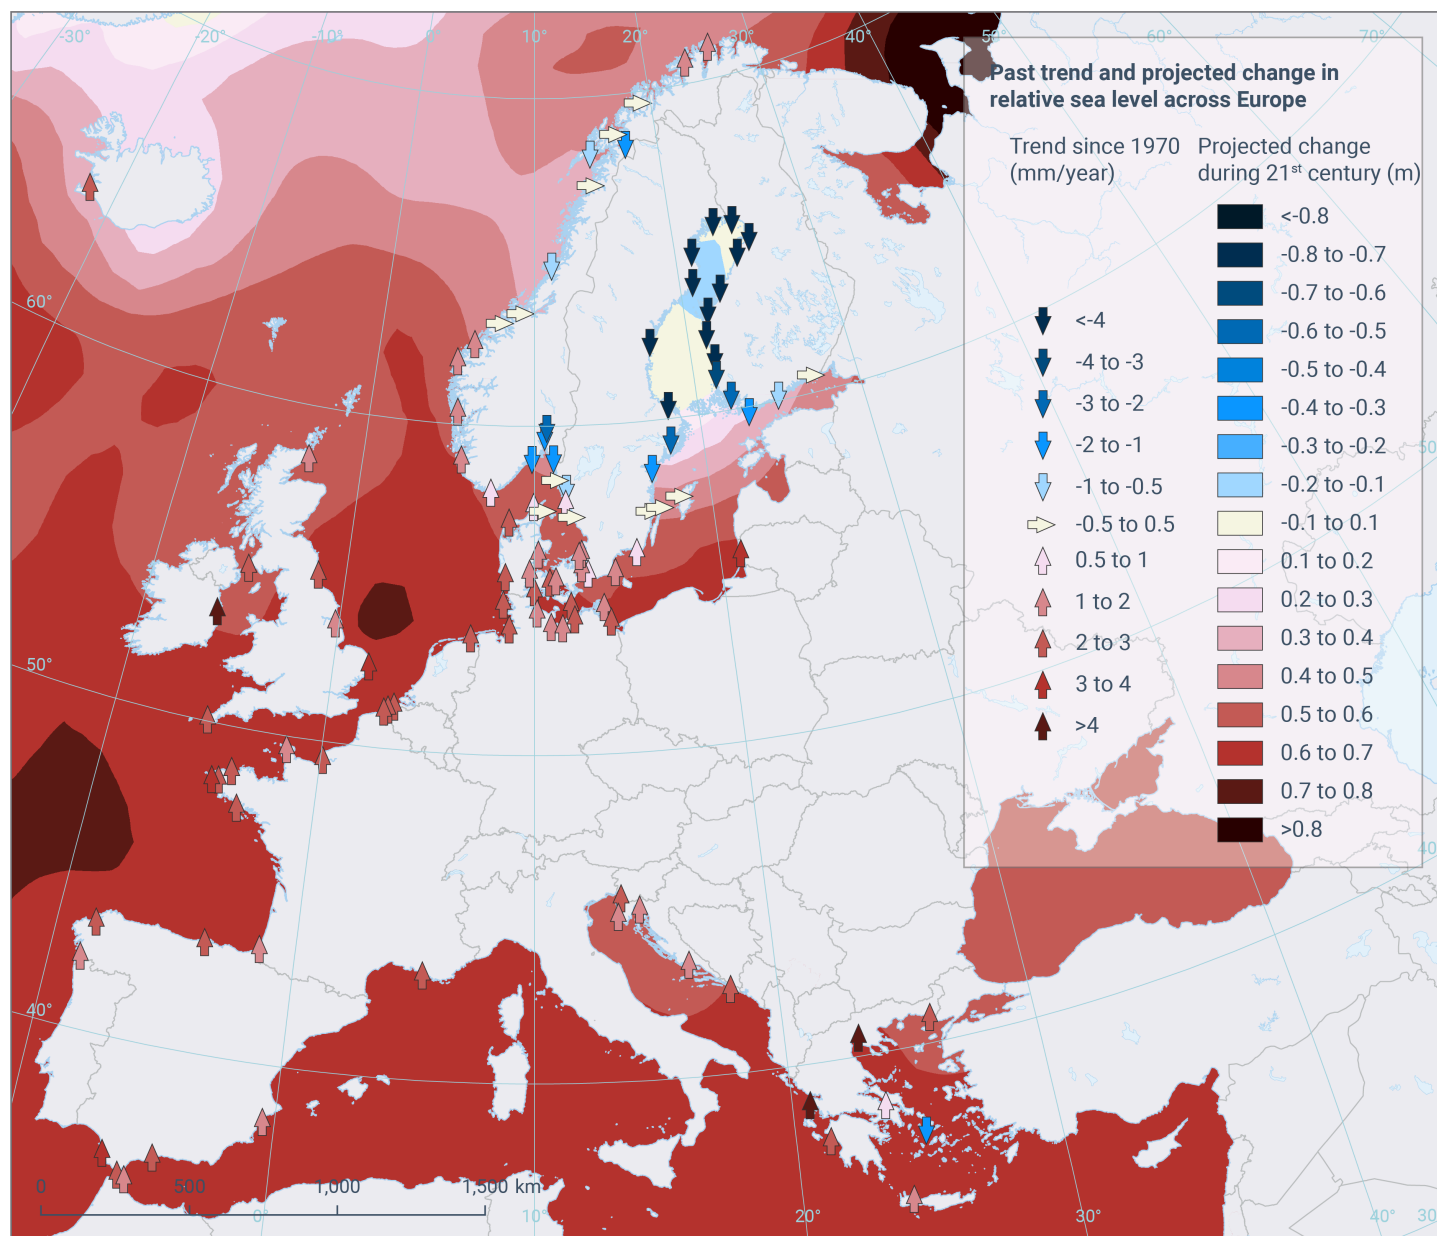 -30°
-20°
-10°
0°
10°
20°
30°
40°
50°
60°
70°
Past trend and projected change in
relative sea level across Europe
Trend since 1970
(mm/year)
Projected change
during 21st century (m)
<-4
-4 to -3
-3 to -2
-2 to -1
-1 to -0.5
-0.5 to 0.5
0.5 to 1
1 to 2
2 to 3
3 to 4
>4
<-0.8
-0.8 to -0.7
-0.7 to -0.6
-0.6 to -0.5
-0.5 to -0.4
-0.4 to -0.3
-0.3 to -0.2
-0.2 to -0.1
-0.1 to 0.1
0.1 to 0.2
0.2 to 0.3
0.3 to 0.4
0.4 to 0.5
0.5 to 0.6
0.6 to 0.7
0.7 to 0.8
>0.8
60°
50
50°
40
40°
0
500
1,000
1,500 km
0°
10°
20°
30°
40°
30